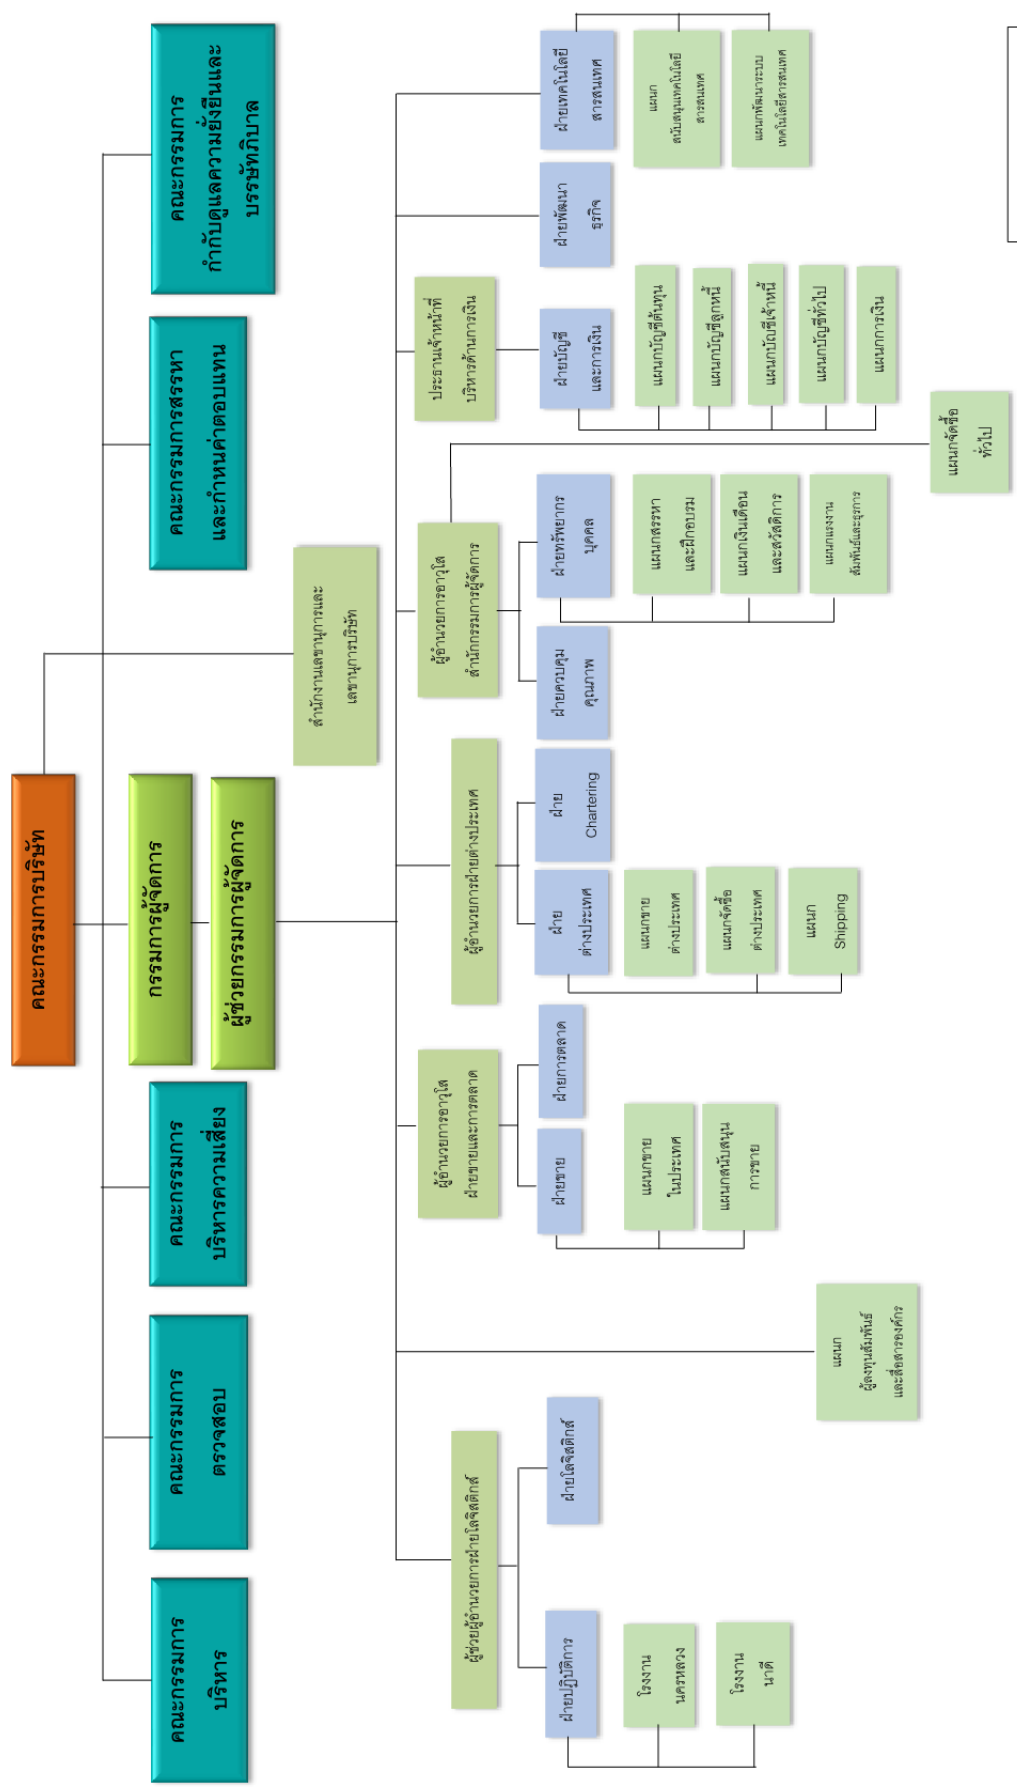 คณะกรรมการบริษัท
สำนักงานเลขานุการและ
เลขานุการบริษัท
กรรมการผู้จัดการ
ผู้ช่วยกรรมการผู้จัดการ
คณะกรรมการ
บริหาร
คณะกรรมการ
ตรวจสอบ
คณะกรรมการ
บริหารความเสี่ยง
คณะกรรมการสรรหา
และกำหนดค่าตอบแทน
คณะกรรมการ
กำกับดูแลความยั่งยืนและ
บรรษัทภิบาล
ผู้ช่วยผู้อำนวยการฝ่ายโลจิสติกส์
ฝ่ายปฏิบัติการ
โรงงาน
นครหลวง
โรงงาน
นาดี
ฝ่ายโลจิสติกส์
แผนก
ผู้ลงทุนสัมพันธ์
และสื่อสารองค์กร
ผู้อำนวยการอาวุโส
ฝ่ายขายและการตลาด
ฝ่ายขาย
แผนกขาย
ในประเทศ
แผนกสนับสนุน
การขาย
ฝ่ายการตลาด
ผู้อำนวยการฝ่ายต่างประเทศ
ฝ่าย
ต่างประเทศ
แผนกขาย
ต่างประเทศ
แผนกจัดซื้อ
ต่างประเทศ
แผนก
Shipping
ฝ่าย
Chartering
ผู้อำนวยการอาวุโส
สำนักกรรมการผู้จัดการ
ฝ่ายควบคุม
คุณภาพ
ฝ่ายทรัพยากร
บุคคล
แผนกสรรหา
และฝึกอบรม
แผนกเงินเดือน
และสวัสดิการ
แผนกแรงงาน
สัมพันธ์และธุรการ
แผนกจัดซื้อ
ทั่วไป
ประธานเจ้าหน้าที่
บริหารด้านการเงิน
ฝ่ายบัญชี
และการเงิน
แผนกบัญชีต้นทุน
แผนกบัญชีลูกหนี้
แผนกบัญชีเจ้าหนี้
แผนกบัญชีทั่วไป
แผนกการเงิน
ฝ่ายพัฒนา
ธุรกิจ
ฝ่ายเทคโนโลยี
สารสนเทศ
แผนก
สนับสนุนเทคโนโลยี
สารสนเทศ
แผนกพัฒนาระบบ
เทคโนโลยีสารสนเทศ